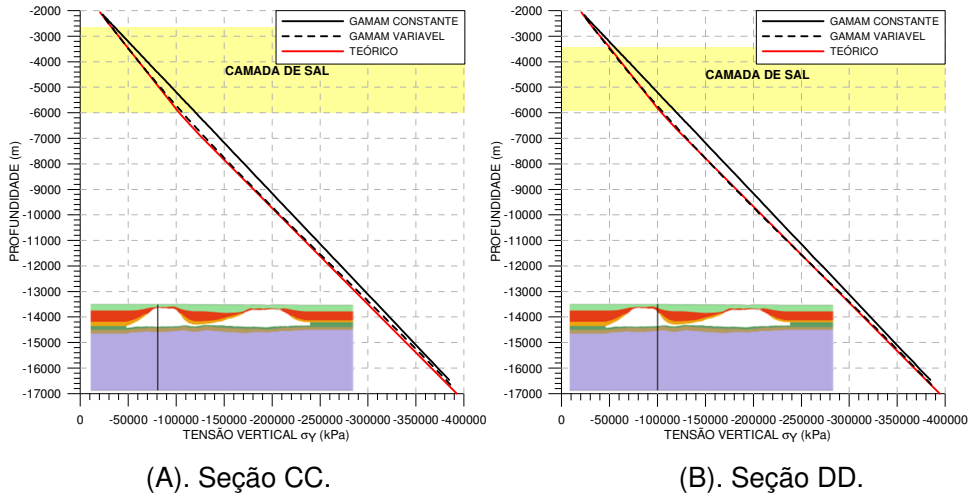 -2000
-3000
-4000
-5000
-6000
-7000
-8000
-9000
-10000
-11000
-12000
-13000
-14000
-15000
-16000
-17000
PROFUNDIDADE (m)
GAMAM CONSTANTE
GAMAM VARIAVEL
TEÓRICO
CAMADA DE SAL
0 -50000 -100000 -150000 -200000 -250000 -300000 -350000 -400000
TENSÃO VERTICAL σY (kPa)
(A). Seção CC.
-2000
-3000
-4000
-5000
-6000
-7000
-8000
-9000
-10000
-11000
-12000
-13000
-14000
-15000
-16000
-17000
PROFUNDIDADE (m)
GAMAM CONSTANTE
GAMAM VARIÁVEL
TEÓRICO
CAMADA DE SAL
0 -50000 -100000 -150000 -200000 -250000 -300000 -350000 -400000
TENSÃO VERTICAL σY (kPa)
(B). Seção DD.